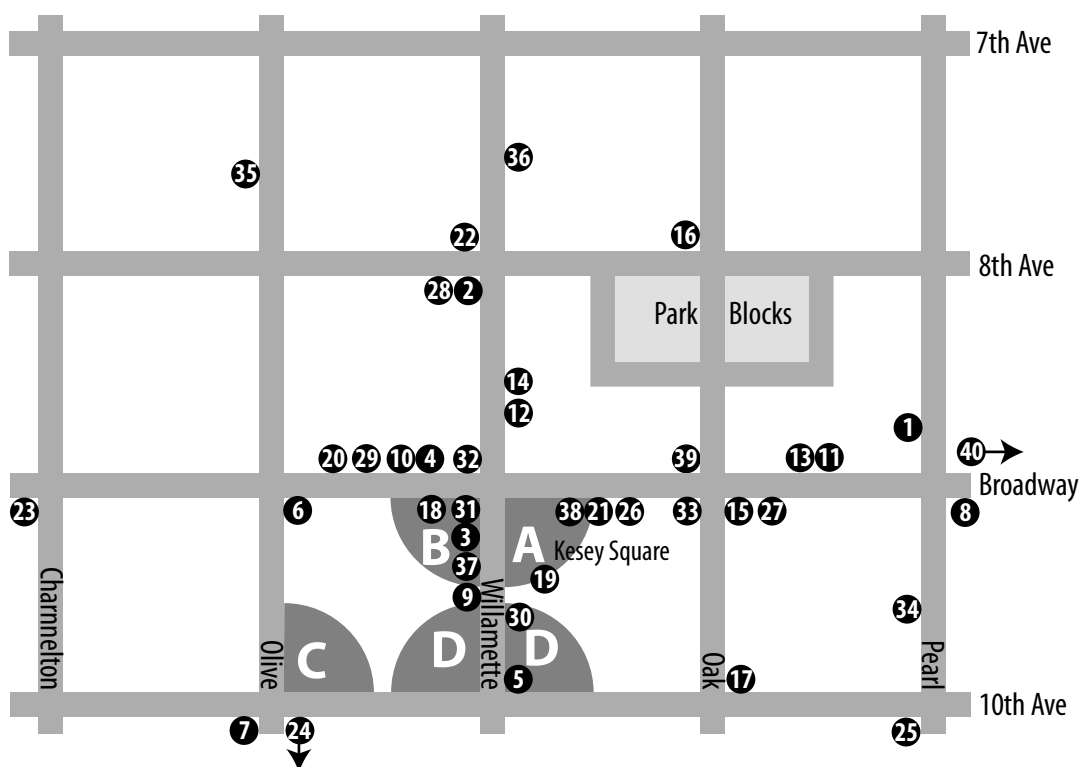 7th Ave
36
35
22
16
8th Ave
28 2
Park Blocks
14
12
1
20 29 10 4 32 39 13 11 40
Broadway
23 6 18 31 38 21 26 33 15 27 8
B 3 A Kesey Square
37 19
9
30 34
Charnnelton
Olive
C
D
Willamette
D
Oak
Pearl
5 17
10th Ave
7 24 25